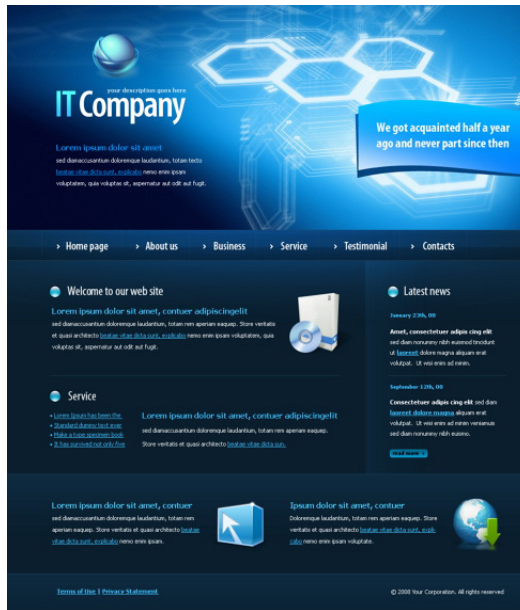 your description goes here
IT Company
We got acquainted half a year
ago and never part since then
Lorem ipsum dolor sit amet
sed diamaccusantium doloremque laudantium, totam recto
beatae vitae dicta sunt, explicabo nemo enim ipsan
voluptatem, quia voluptas sit, aspernatur aut odit aut fugit.
Home page
About us
Business
Service
Testimonial
Contacts
Welcome to our web site
Lorem ipsum dolor sit amet, contuer adipiscingelit
sed diamaccusantium doloremque laudantium, totam rem aperiam eaquep. Store veritatis
et quasi architecto beatae vitae dicta sunt, explicabo nemo enim ipsam voluptatem, quia
voluptas sit, aspernatur aut odit aut fugit.
Service
• Lorem Ipsum has been the
• Standard dummy text ever
• Make a type specimen book
• It has survived not only five
Lorem ipsum dolor sit amet, contuer adipiscingelit
sed diamaccusantium doloremque laudantium, totam rem aperiam eaquep.
Store veritatis et quasi architecto beatae vitae dicta sun.
Latest news
January 23th, 08
Amet, consectetuer adipis cing elit
sed diam nonummy nibh euismod tincidunt
ut laoreet dolore magna aliquam erat
volutpat. Ut wisi enim ad minim.
September 12th, 08
Consectetuer adipis cing elit sed diam
laoreet dolore magna aliquam erat
volutpat. Ut wisi enim ad minim veniamus
sed diam nonummy nibh euismo.
read more
Lorem ipsum dolor sit amet, contuer
sed diamaccusantium doloremque laudantium, totam rem
aperiam eaquep. Store veritatis et quasi architecto beatae
vitae dicta sunt, explicabo nemo enim ipsam.
Ipsum dolor sit amet, contuer
Doloremque laudantium, totam rem aperiam eaquep. Store
veritatis et quasi architecto beatae vitae dicta sunt, expli-
cabo nemo enim ipsam voluptate.
Terms of Use | Privacy Statement
© 2008 Your Corporation. All rights reserved